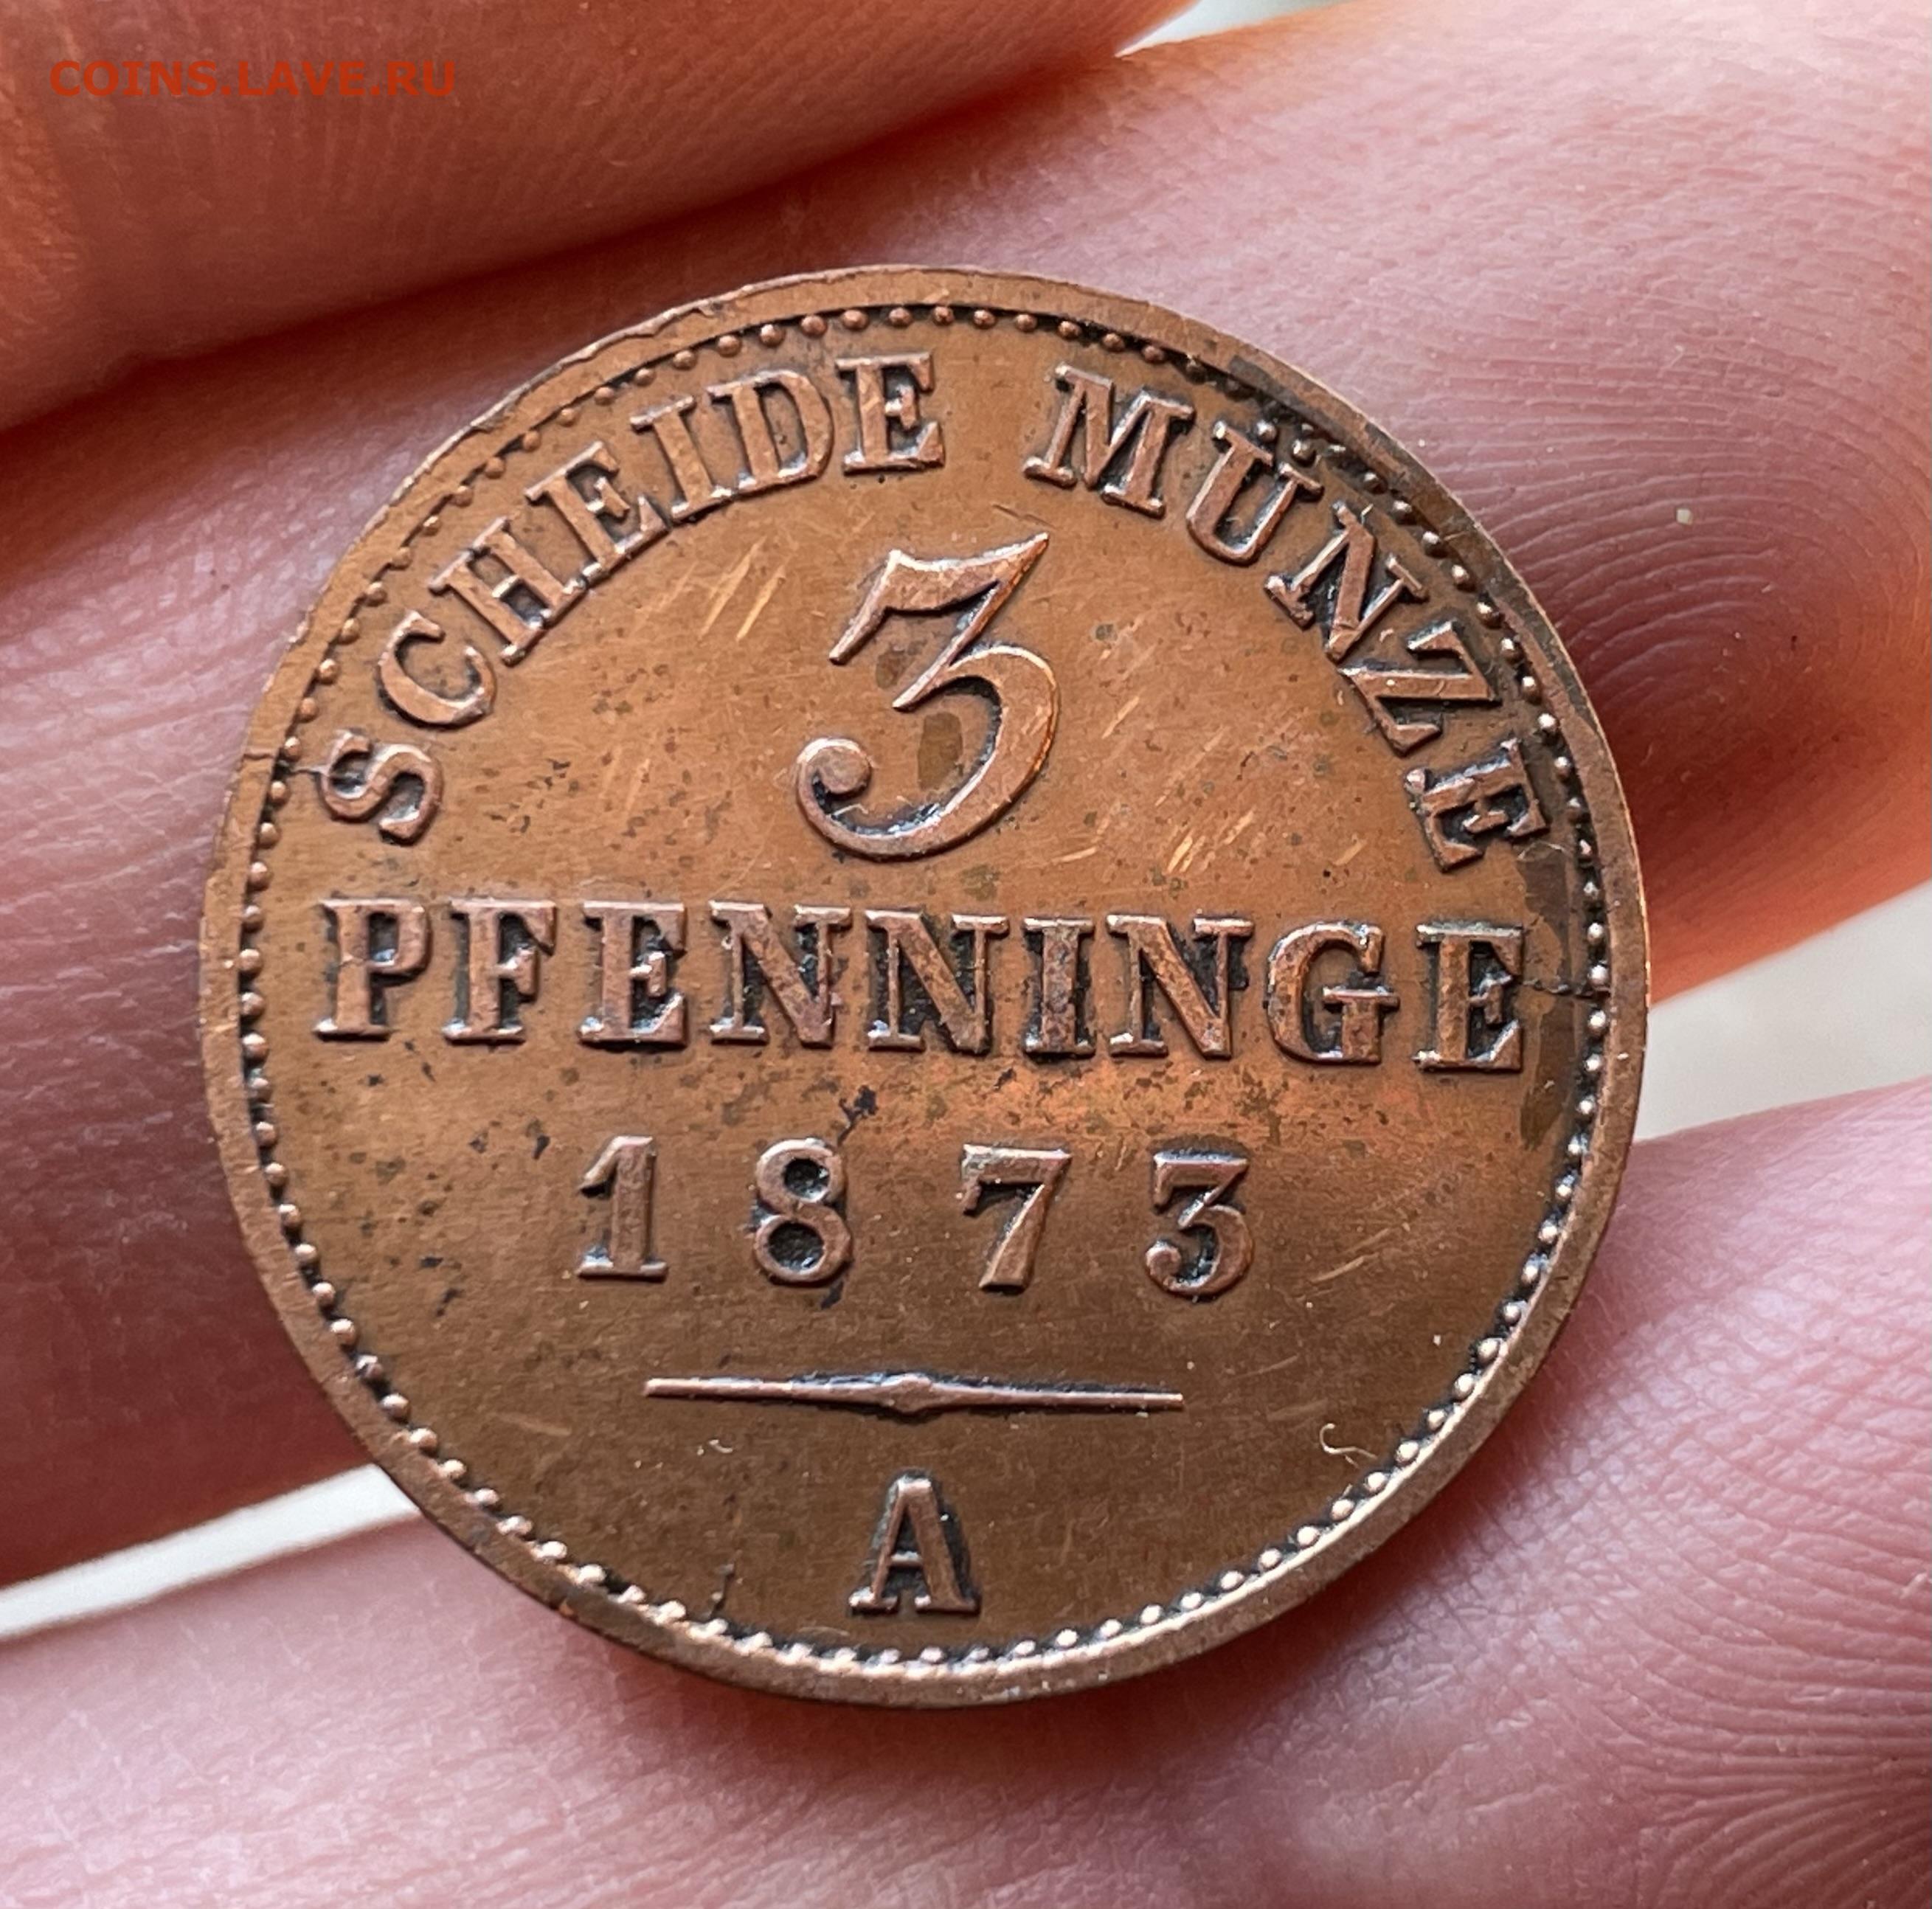 COINS.LAVE.RU
SCHEIDE MÜNZE
3
PFENNINGE
1873
A